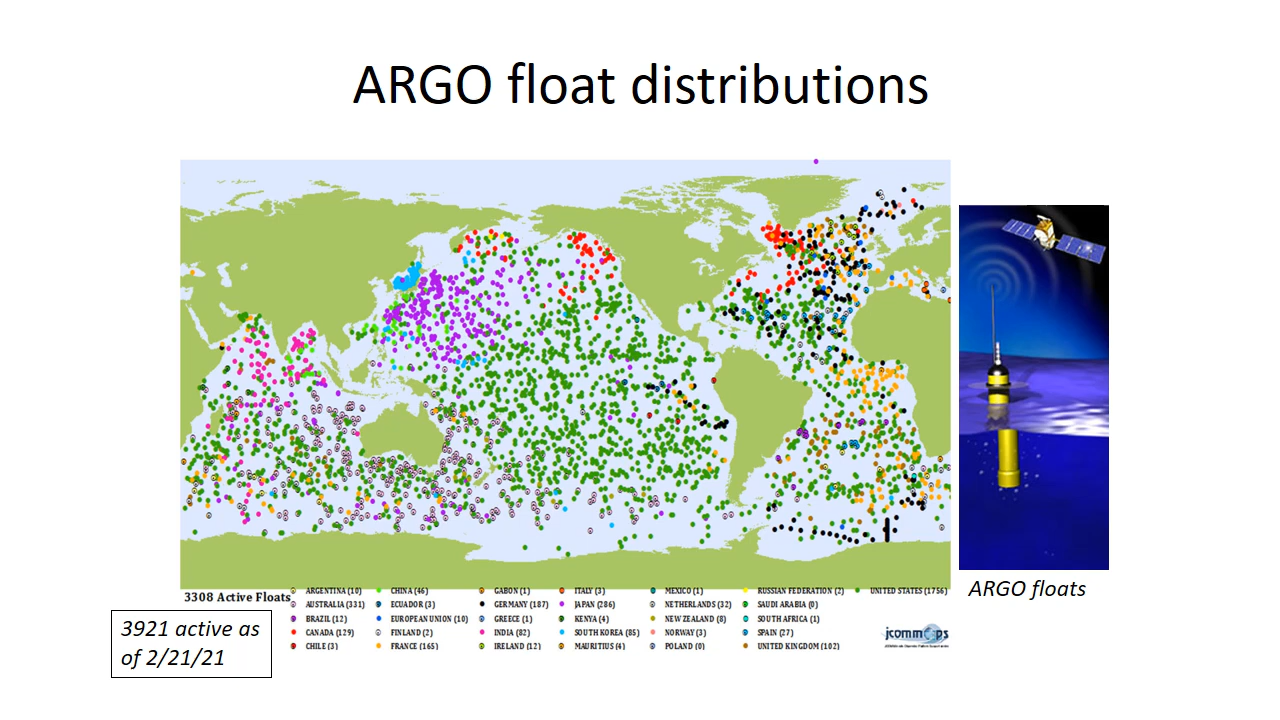 ARGO float distributions
3308 Active Floats
ARGENTINA (10)
AUSTRALIA (331)
BRAZIL (12)
CANADA (129)
CHILE (3)
CHINA (46)
ECUADOR (3)
EUROPEAN UNION (10)
FINLAND (2)
FRANCE (165)
GABON (1)
GERMANY (187)
GREECE (1)
INDIA (82)
IRELAND (12)
ITALY (3)
JAPAN (286)
KENYA (4)
SOUTH KOREA (85)
MAURITIUS (4)
MEXICO (1)
NETHERLANDS (32)
NEW ZEALAND (8)
NORWAY (3)
POLAND (0)
RUSSIAN FEDERATION (2)
SAUDI ARABIA (0)
SOUTH AFRICA (1)
SPAIN (27)
UNITED KINGDOM (102)
UNITED STATES (1756)
jcommops
ARGO floats
3921 active as
of 2/21/21